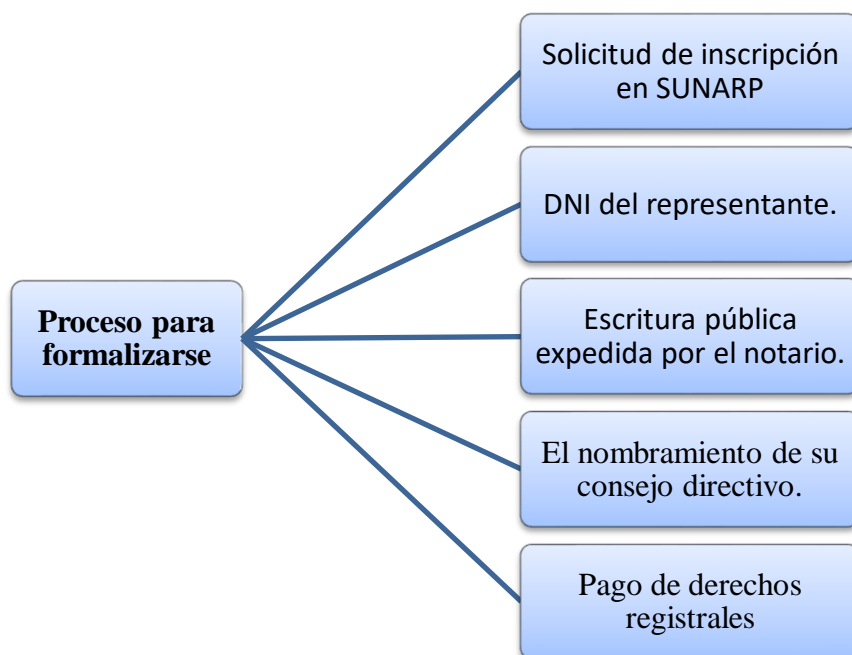 Proceso para
formalizarse
Solicitud de inscripción
en SUNARP
DNI del representante.
Escritura pública
expedida por el notario.
El nombramiento de su
consejo directivo.
Pago de derechos
registrales